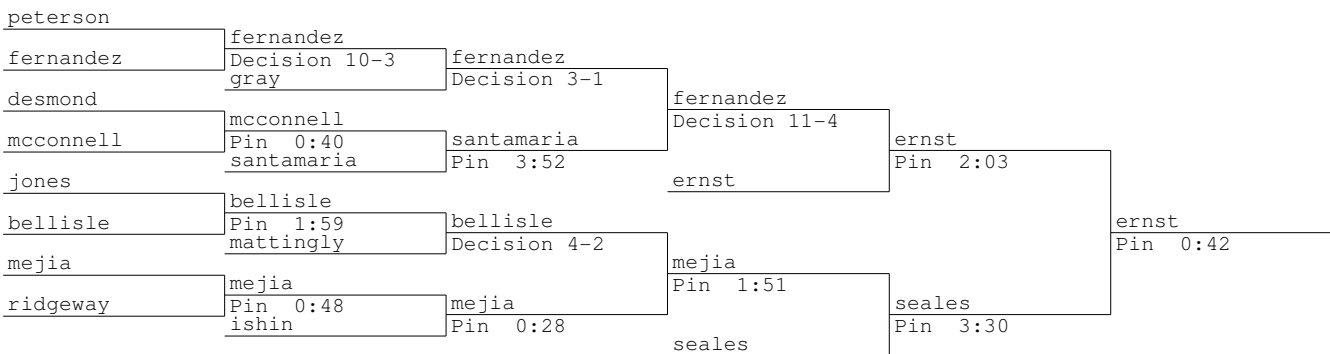 peterson
fernandez
fernandez
Decision 10-3
fernandez
gray
Decision 3-1
desmond
fernandez
mcconnell
Decision 11-4
mcconnell
Pin 0:40
santamaria
ernst
santamaria
Pin 3:52
Pin 2:03
jones
ernst
bellisle
bellisle
Pin 1:59
bellisle
ernst
mattingly
Decision 4-2
Pin 0:42
mejia
mejia
mejia
Pin 1:51
ridgeway
Pin 0:48
mejia
seales
ishin
Pin 0:28
Pin 3:30
seales